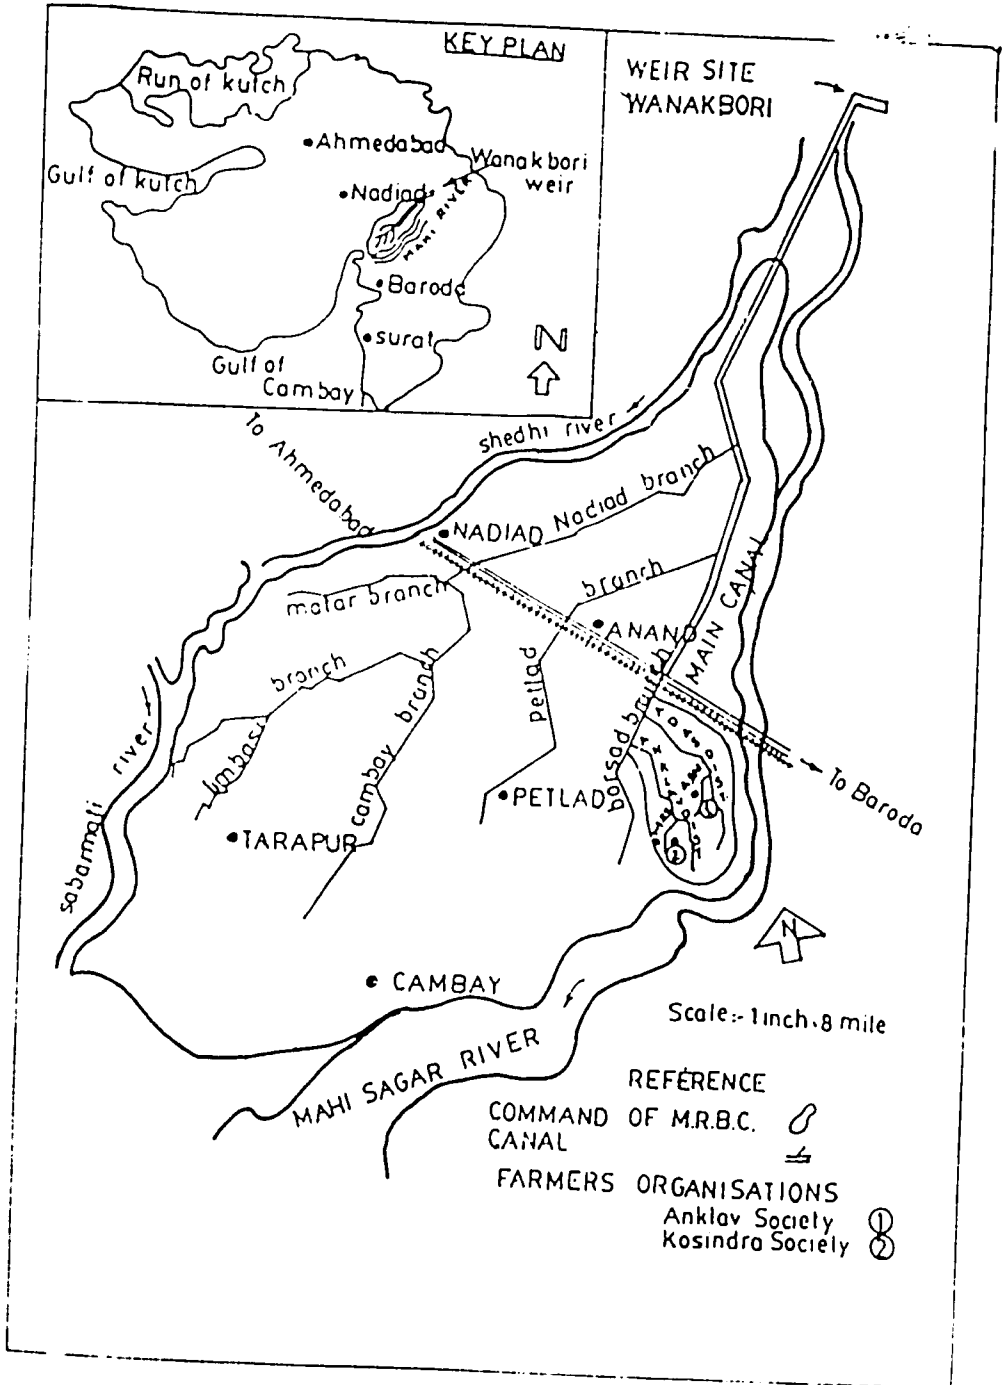 KEY PLAN
Run of kutch
Ahmedabad
Gulf of kutch
Wanakbori
weir
Nadiad
MAHI RIVER
Baroda
surat
N
Gulf of
Cambay
WEIR SITE
WANAKBORI
To Ahmedabad
shedhi river
NADIAD
Nadiad branch
matar branch
branch
ANAND
MAIN CANAL
limbasi branch
cambay branch
petlad
borsad branch
river
sabarmati
PETLAD
TARAPUR
1
2
To Baroda
N
CAMBAY
Scale:- 1 inch. 8 mile
MAHI SAGAR RIVER
REFERENCE
COMMAND OF M.R.B.C.
CANAL
FARMERS ORGANISATIONS
Anklav Society 1
Kosindra Society 2